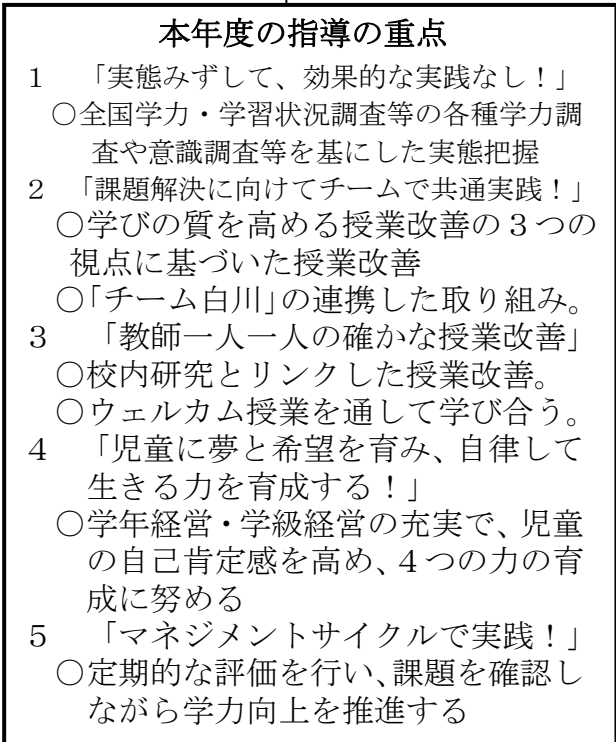 本年度の指導の重点
1　「実態みずして、効果的な実践なし！」
○全国学力・学習状況調査等の各種学力調
査や意識調査等を基にした実態把握
2　「課題解決に向けてチームで共通実践！」
○学びの質を高める授業改善の３つの
視点に基づいた授業改善
○「チーム白川」の連携した取り組み。
3　「教師一人一人の確かな授業改善」
○校内研究とリンクした授業改善。
○ウェルカム授業を通して学び合う。
4　「児童に夢と希望を育み、自律して
生きる力を育成する！」
○学年経営・学級経営の充実で、児童
の自己肯定感を高め、４つの力の育
成に努める
5　「マネジメントサイクルで実践！」
○定期的な評価を行い、課題を確認し
ながら学力向上を推進する